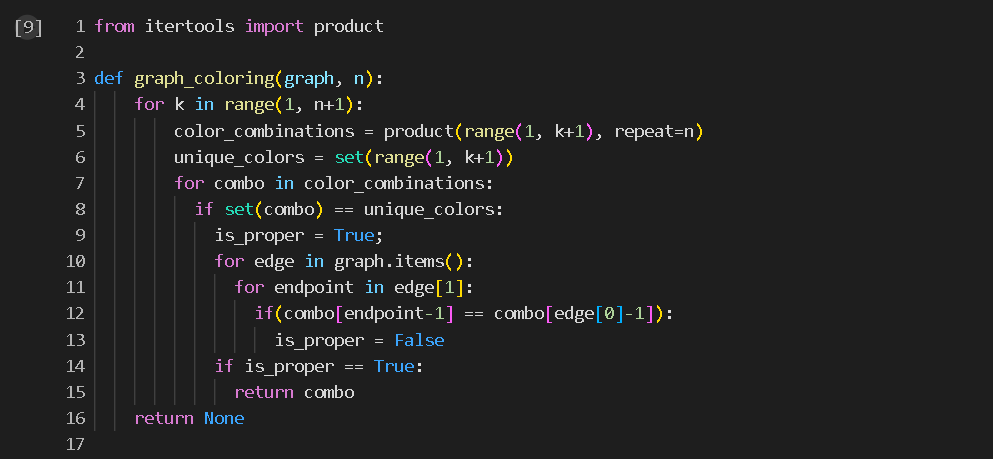 [9] 1 from itertools import product
2
3 def graph_coloring(graph, n):
4     for k in range(1, n+1):
5         color_combinations = product(range(1, k+1), repeat=n)
6         unique_colors = set(range(1, k+1))
7         for combo in color_combinations:
8           if set(combo) == unique_colors:
9             is_proper = True;
10             for edge in graph.items():
11               for endpoint in edge[1]:
12                 if(combo[endpoint-1] == combo[edge[0]-1]):
13                   is_proper = False
14             if is_proper == True:
15               return combo
16     return None
17